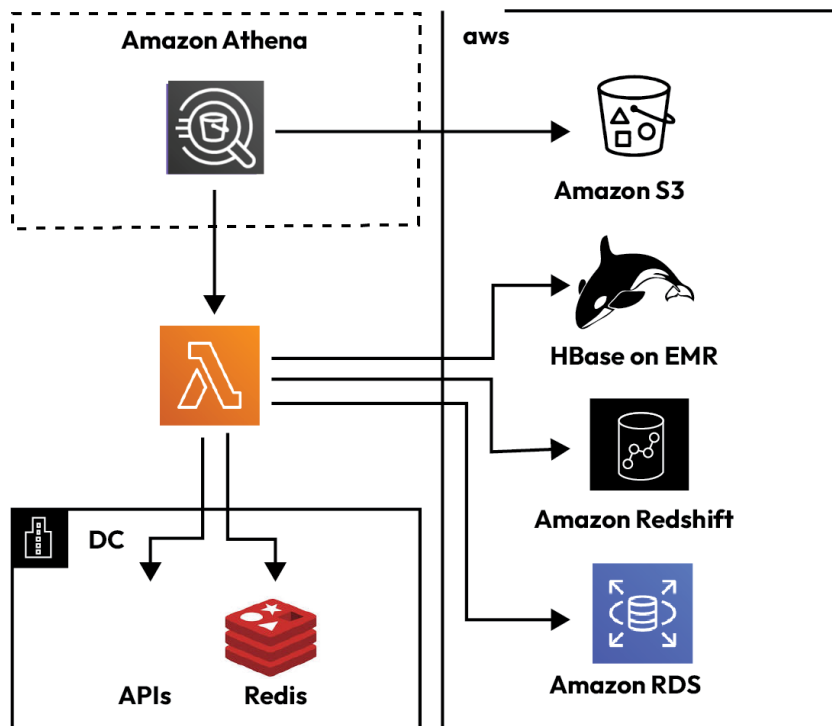 Amazon Athena
aws
Amazon S3
HBase on EMR
Amazon Redshift
DC
APIs
Redis
Amazon RDS